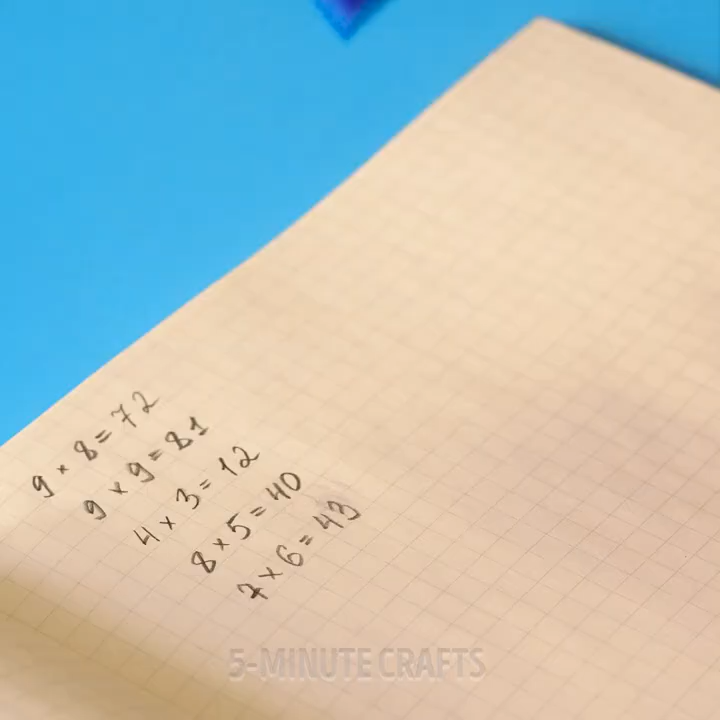 9 × 8 = 72
9 × 9 = 81
4 × 3 = 12
8 × 5 = 40
7 × 6 = 43
5-MINUTE CRAFTS